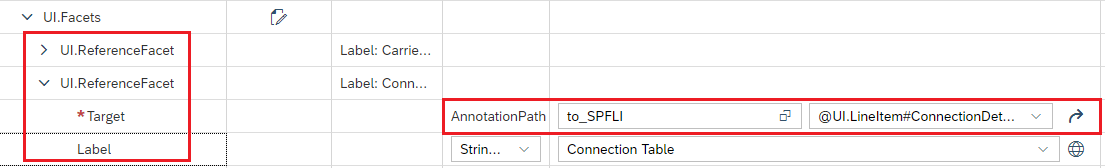 UI.Facets
UI.ReferenceFacet Label: Carrie...
UI.ReferenceFacet Label: Conn...
*Target AnnotationPath to_SPFLI @UI.LineItem#ConnectionDet...
Label Strin... Connection Table